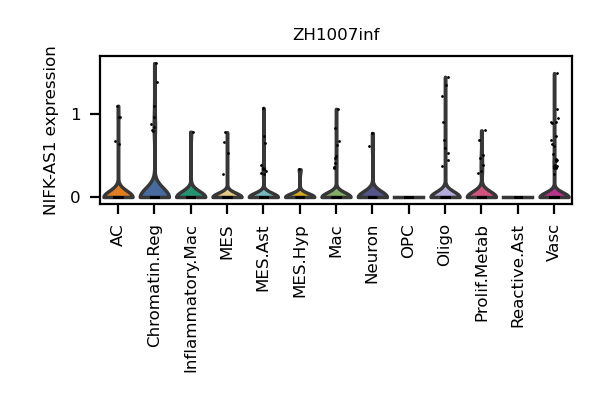 ZH1007inf
NIFK-AS1 expression
1
0
AC
Chromatin.Reg
Inflammatory.Mac
MES
MES.Ast
MES.Hyp
Mac
Neuron
OPC
Oligo
Prolif.Metab
Reactive.Ast
Vasc